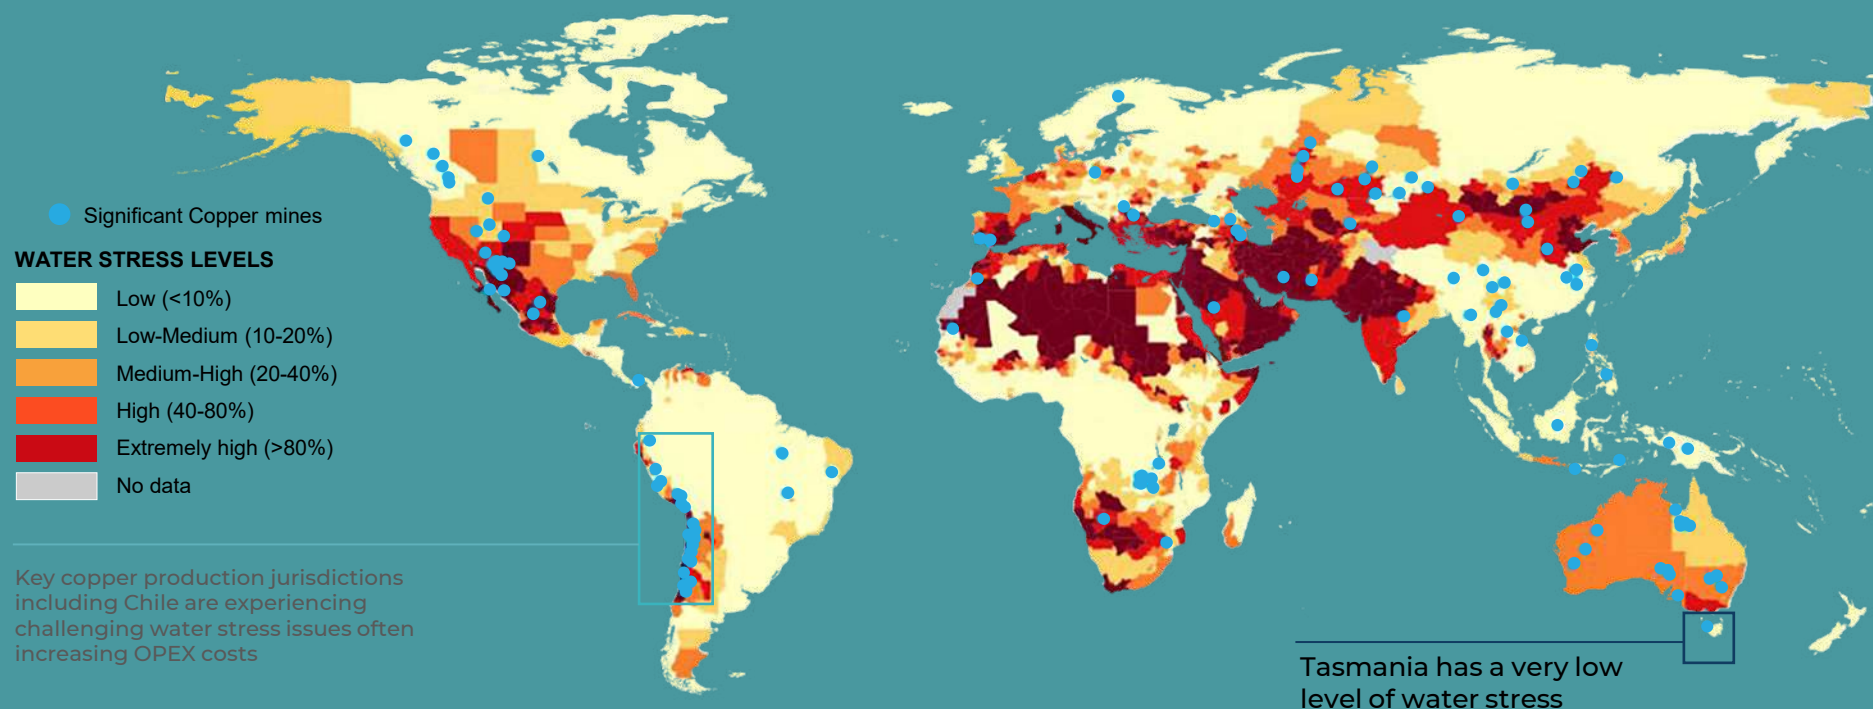 Significant Copper mines
WATER STRESS LEVELS
Low (<10%)
Low-Medium (10-20%)
Medium-High (20-40%)
High (40-80%)
Extremely high (>80%)
No data
Key copper production jurisdictions
including Chile are experiencing
challenging water stress issues often
increasing OPEX costs
Tasmania has a very low
level of water stress